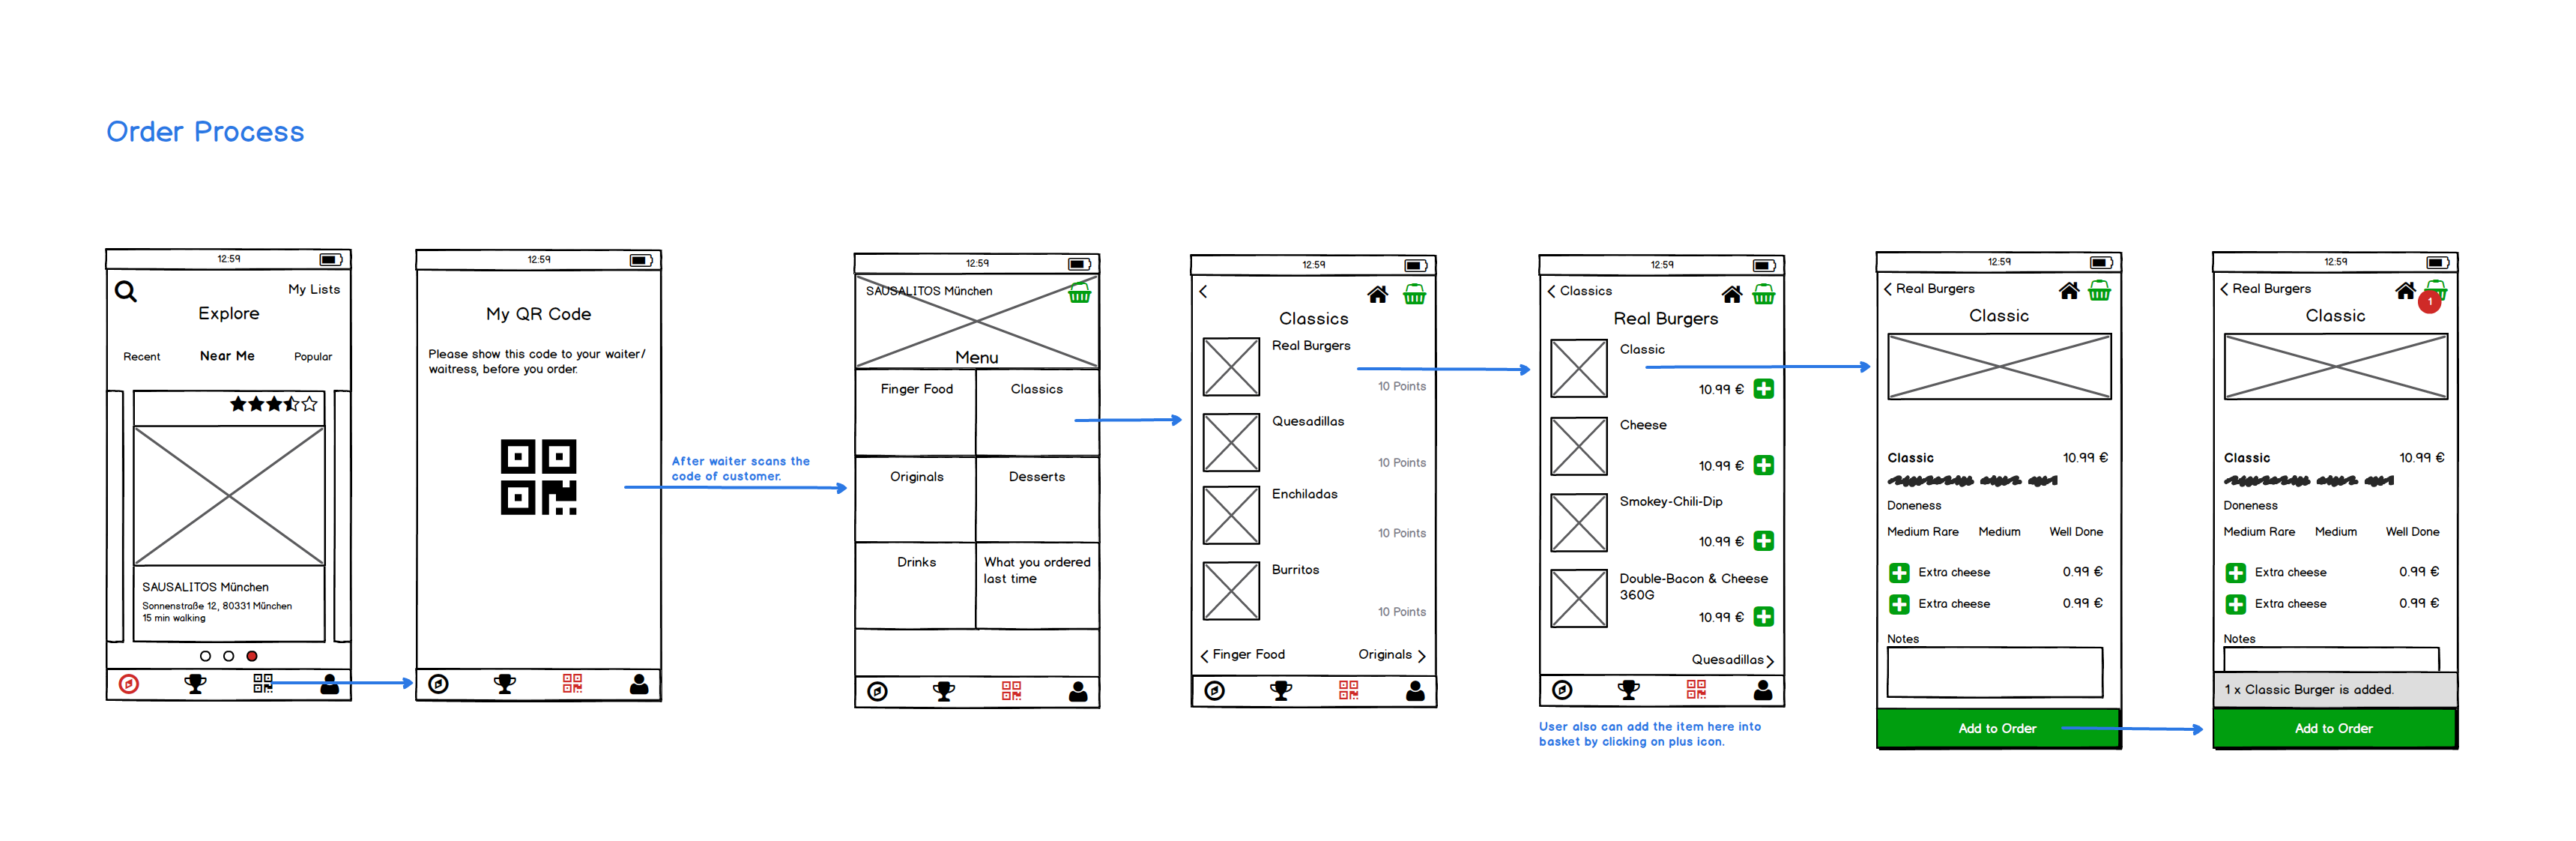 Order Process
12:59
My Lists
Explore
Recent
Near Me
Popular
SAUSALITOS München
Sonnenstraße 12, 80331 München
15 min walking
12:59
My QR Code
Please show this code to your waiter/
waitress, before you order.
After waiter scans the
code of customer.
12:59
SAUSALITOS München
Menu
Finger Food
Classics
Originals
Desserts
Drinks
What you ordered
last time
12:59
Classics
Real Burgers
10 Points
Quesadillas
10 Points
Enchiladas
10 Points
Burritos
10 Points
Finger Food
Originals
12:59
Classics
Real Burgers
Classic
10.99 €
Cheese
10.99 €
Smokey-Chili-Dip
10.99 €
Double-Bacon & Cheese
360G
10.99 €
Quesadillas
User also can add the item here into
basket by clicking on plus icon.
12:59
Real Burgers
Classic
Classic 10.99 €
Doneness
Medium Rare Medium Well Done
Extra cheese 0.99 €
Extra cheese 0.99 €
Notes
Add to Order
12:59
Real Burgers
1
Classic
Classic 10.99 €
Doneness
Medium Rare Medium Well Done
Extra cheese 0.99 €
Extra cheese 0.99 €
Notes
1 x Classic Burger is added.
Add to Order